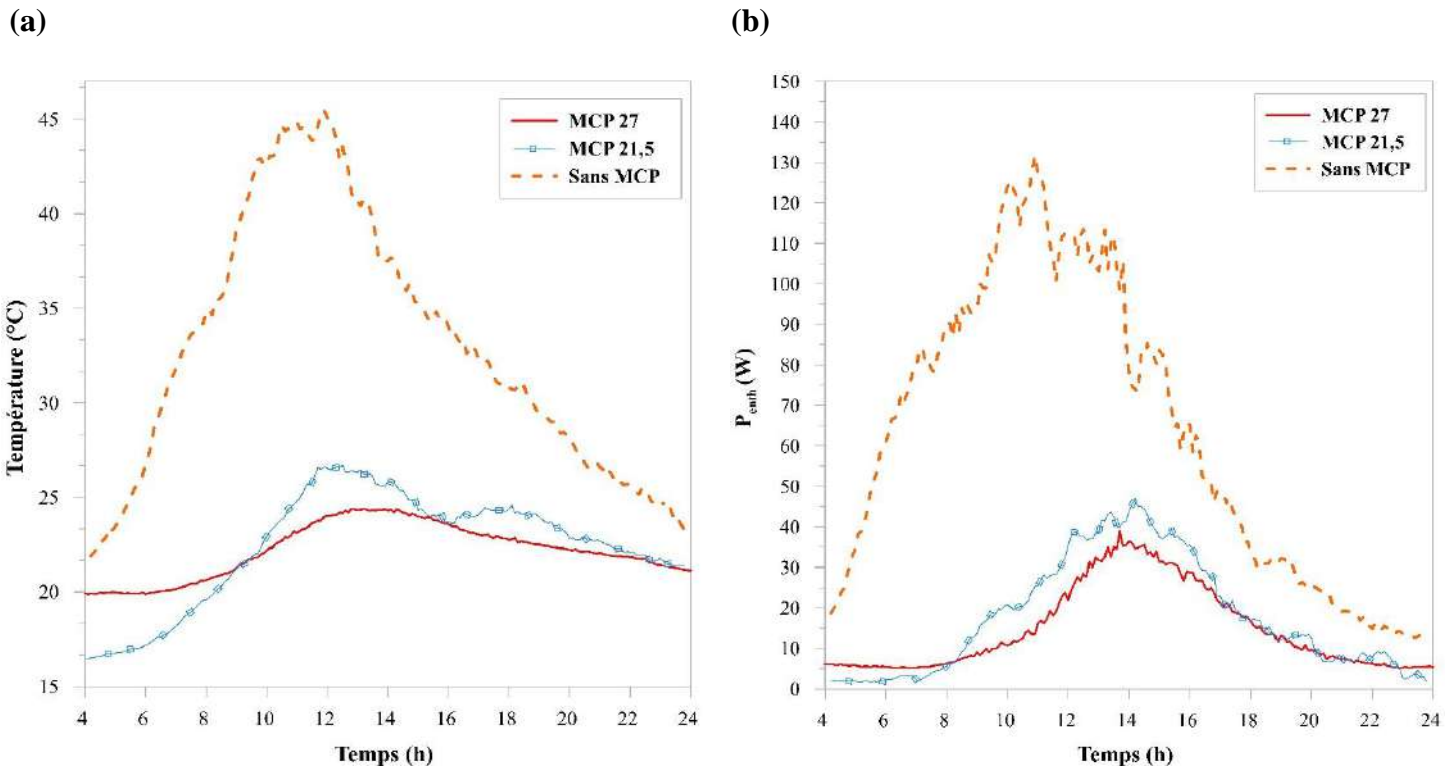 (a)
(b)
MCP 27
MCP 21,5
Sans MCP
45
40
35
30
25
20
15
4 6 8 10 12 14 16 18 20 22 24
Température (°C)
Temps (h)
MCP 27
MCP 21,5
Sans MCP
150
140
130
120
110
100
90
80
70
60
50
40
30
20
10
0
4 6 8 10 12 14 16 18 20 22 24
P enth (W)
Temps (h)